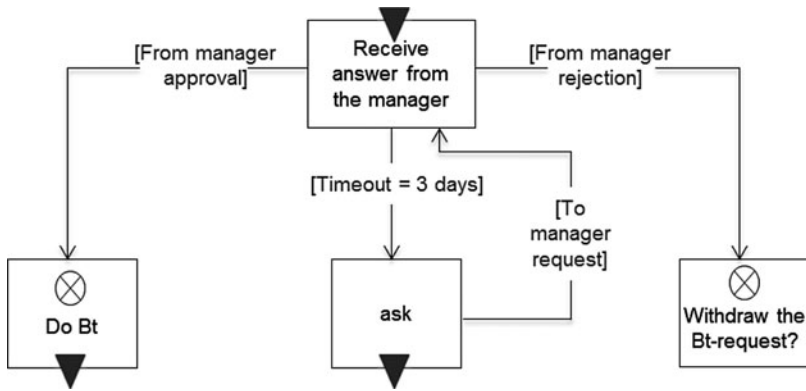 [From manager
approval]
Receive
answer from
the manager
[From manager
rejection]
[Timeout = 3 days]
[To
manager
request]
Do Bt
ask
Withdraw the
Bt-request?